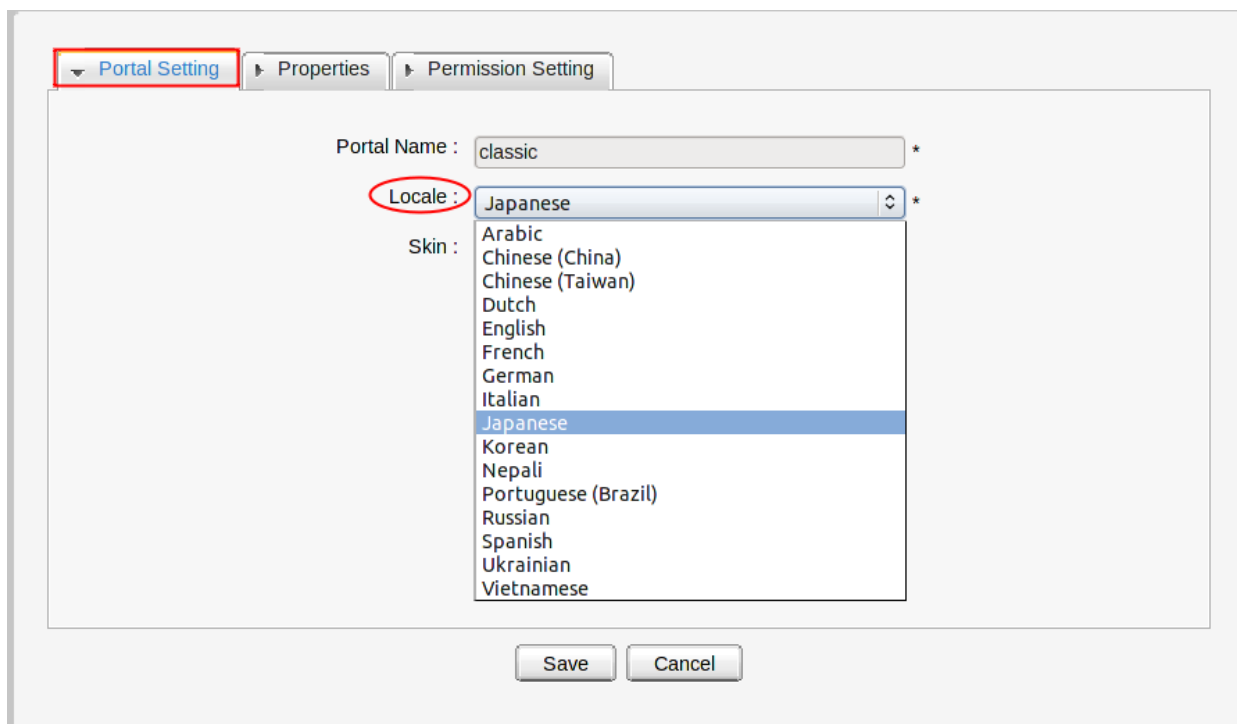 Portal Setting Properties Permission Setting
Portal Name : classic *
Locale : Japanese *
Skin :
Arabic
Chinese (China)
Chinese (Taiwan)
Dutch
English
French
German
Italian
Japanese
Korean
Nepali
Portuguese (Brazil)
Russian
Spanish
Ukrainian
Vietnamese
Save Cancel